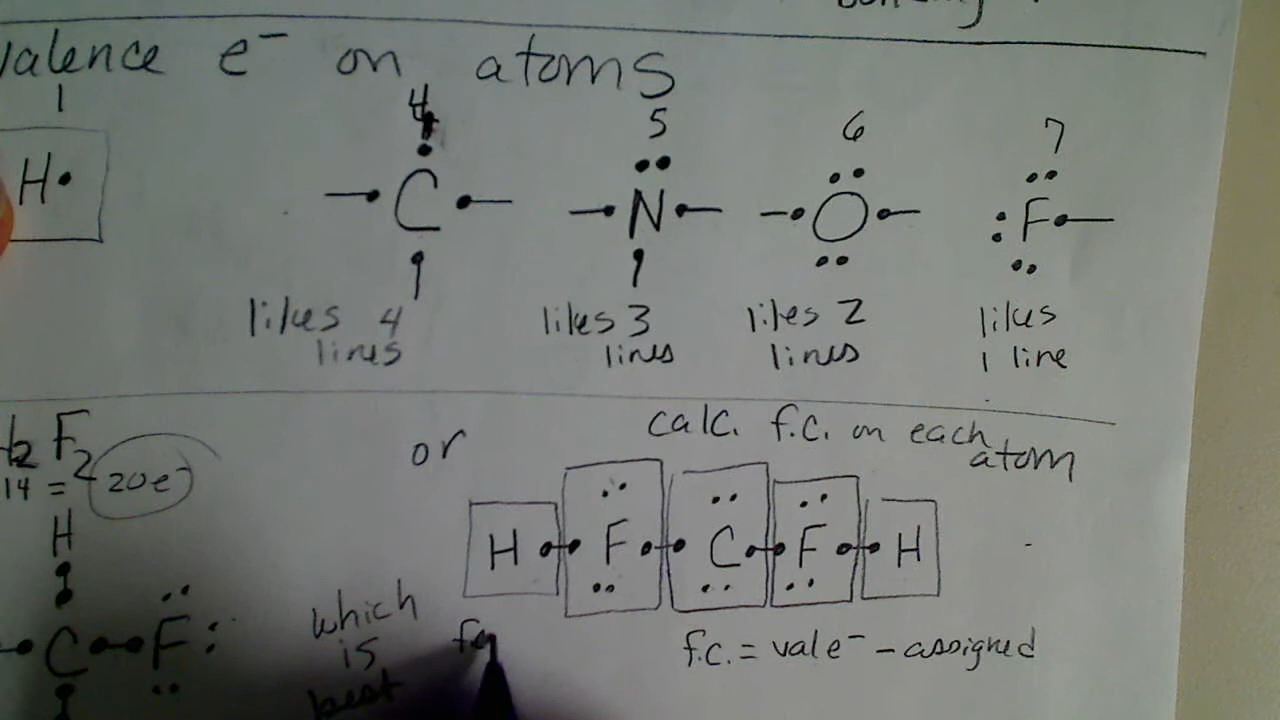 bonding
valence e⁻ on atoms
1 4 5 6 7
H C N O F
likes 4 lines
likes 3 lines
likes 2 lines
likes 1 line
F₂
14 = 20e⁻
or
calc. f.c. on each atom
H F C F H
H
C F
which is best
f.c. = val e⁻ - assigned